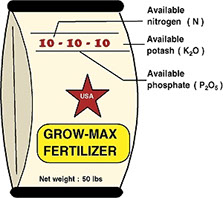 Available
nitrogen ( N )
10 - 10 - 10
Available
potash ( K₂O )
Available
phosphate ( P₂O₅ )
USA
GROW-MAX
FERTILIZER
Net weight : 50 lbs